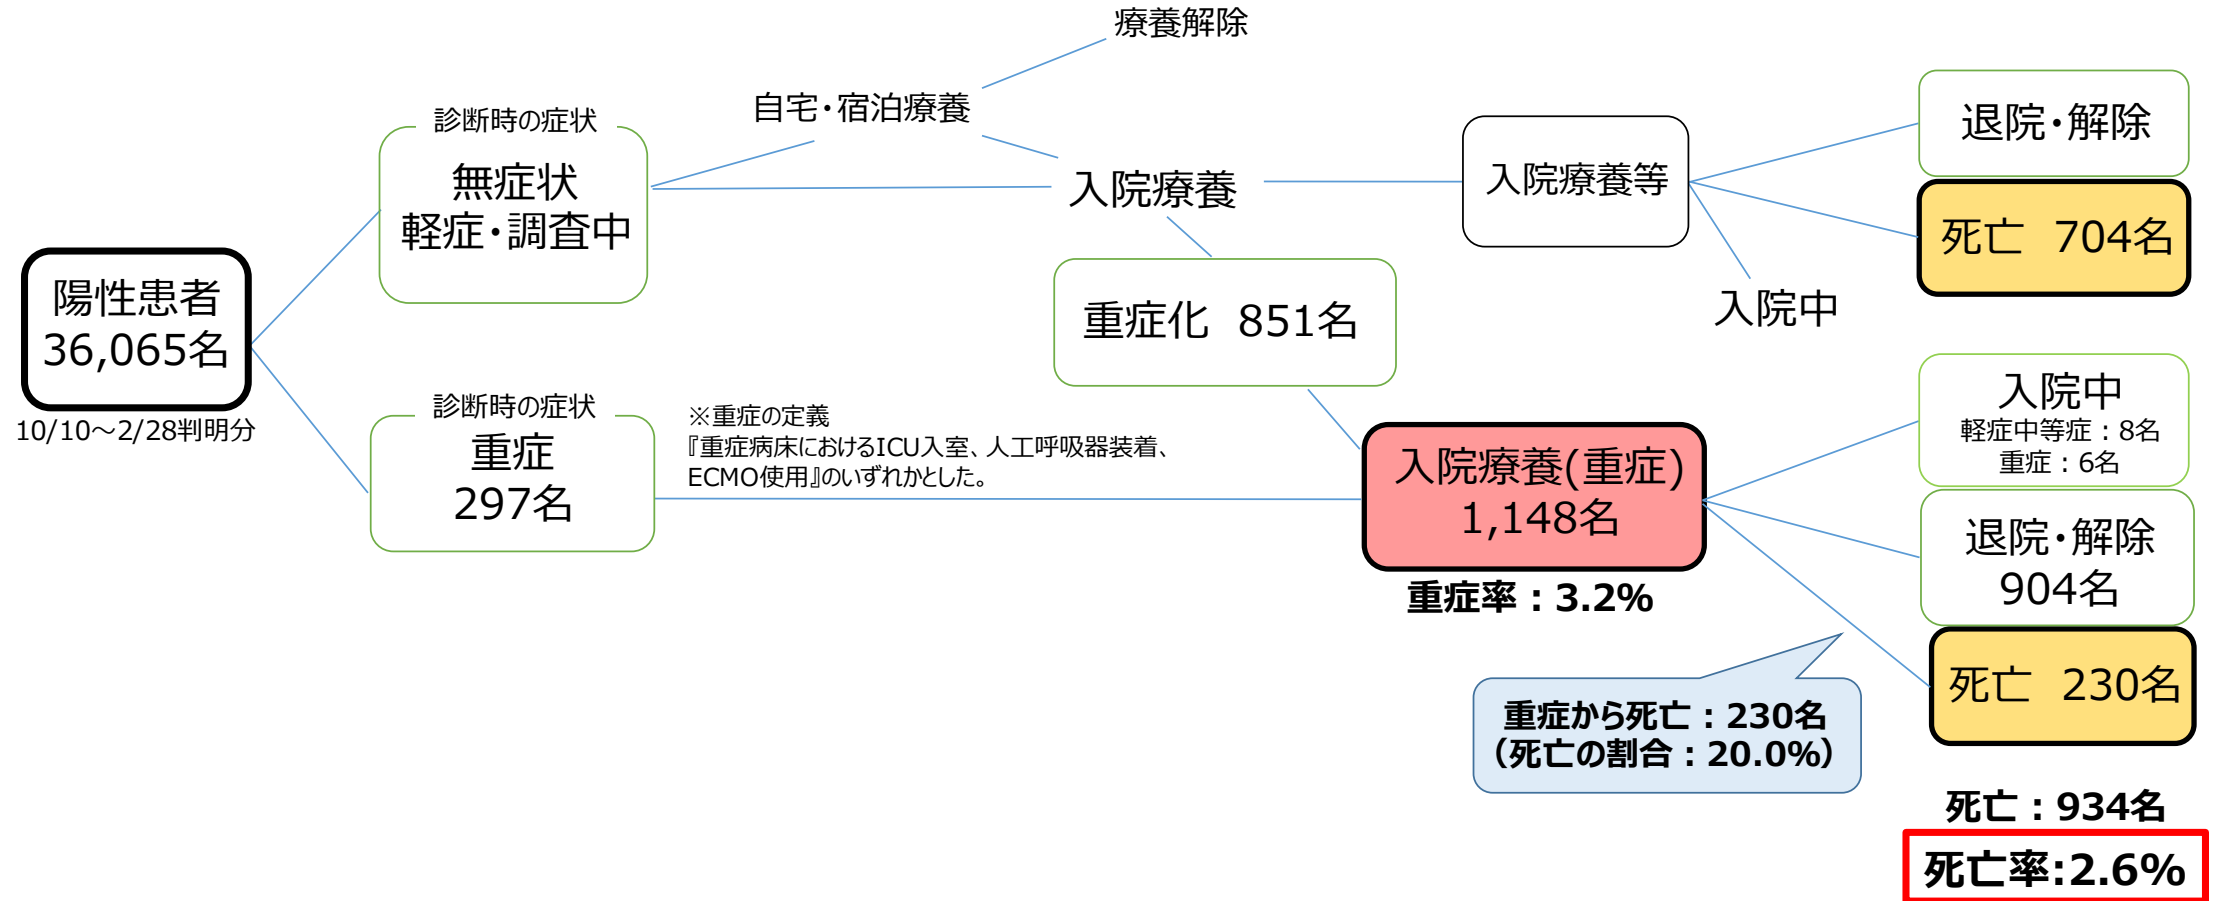 療養解除
自宅・宿泊療養
診断時の症状
無症状
軽症・調査中
入院療養
入院療養等
退院・解除
死亡　704名
入院中
陽性患者
36,065名
10/10～2/28判明分
重症化　851名
診断時の症状
重症
297名
※重症の定義
『重症病床におけるICU入室、人工呼吸器装着、
ECMO使用』のいずれかとした。
入院療養(重症)
1,148名
重症率：3.2%
入院中
軽症中等症：8名
重症：6名
退院・解除
904名
死亡　230名
重症から死亡：230名
（死亡の割合：20.0%）
死亡：934名
死亡率:2.6%